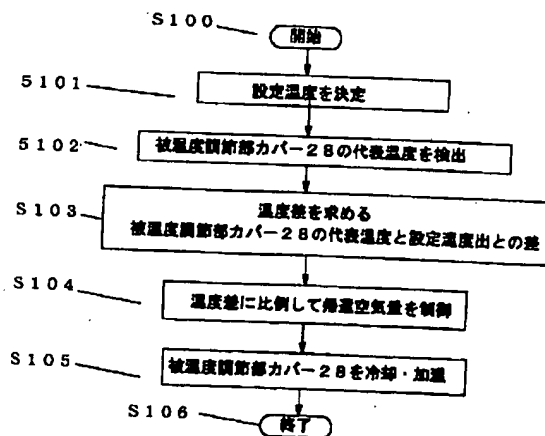 S100
開始
5101
設定温度を決定
5102
被温度調節部カバー28の代表温度を検出
S103
温度差を求める
被温度調節部カバー28の代表温度と設定温度出との差
S104
温度差に比例して帰還空気量を制御
S105
被温度調節部カバー28を冷却・加温
S106
終了